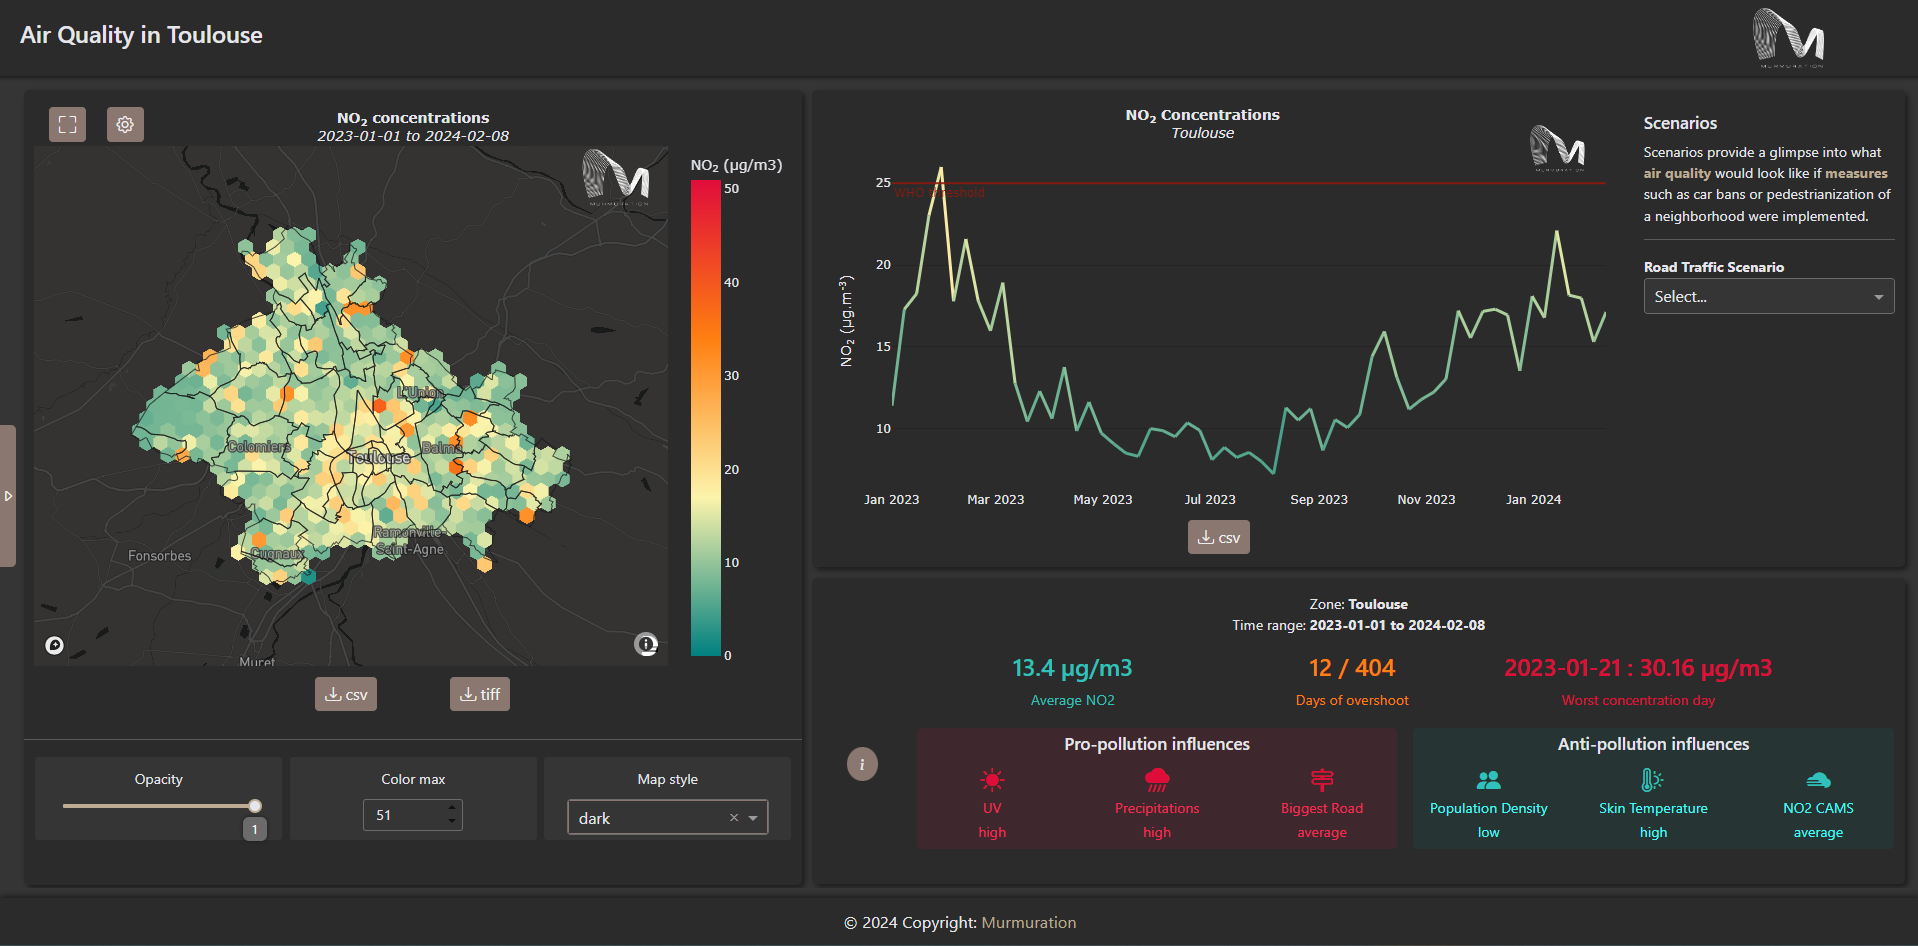 Air Quality in Toulouse
MURMURATION
NO₂ concentrations
2023-01-01 to 2024-02-08
MURMURATION
NO₂ (µg/m3)
50
40
30
20
10
0
L'Union
Colomiers
Toulouse
Balma
Ramonville-
Saint-Agne
Cugnaux
Fonsorbes
Muret
csv
tiff
Opacity
1
Color max
51
Map style
dark
NO₂ Concentrations
Toulouse
MURMURATION
WHO threshold
NO₂ (µg.m⁻³)
25
20
15
10
Jan 2023
Mar 2023
May 2023
Jul 2023
Sep 2023
Nov 2023
Jan 2024
csv
Scenarios
Scenarios provide a glimpse into what
air quality would look like if measures
such as car bans or pedestrianization of
a neighborhood were implemented.
Road Traffic Scenario
Select...
Zone: Toulouse
Time range: 2023-01-01 to 2024-02-08
13.4 µg/m3
Average NO2
12 / 404
Days of overshoot
2023-01-21 : 30.16 µg/m3
Worst concentration day
i
Pro-pollution influences
UV
high
Precipitations
high
Biggest Road
average
Anti-pollution influences
Population Density
low
Skin Temperature
high
NO2 CAMS
average
© 2024 Copyright: Murmuration